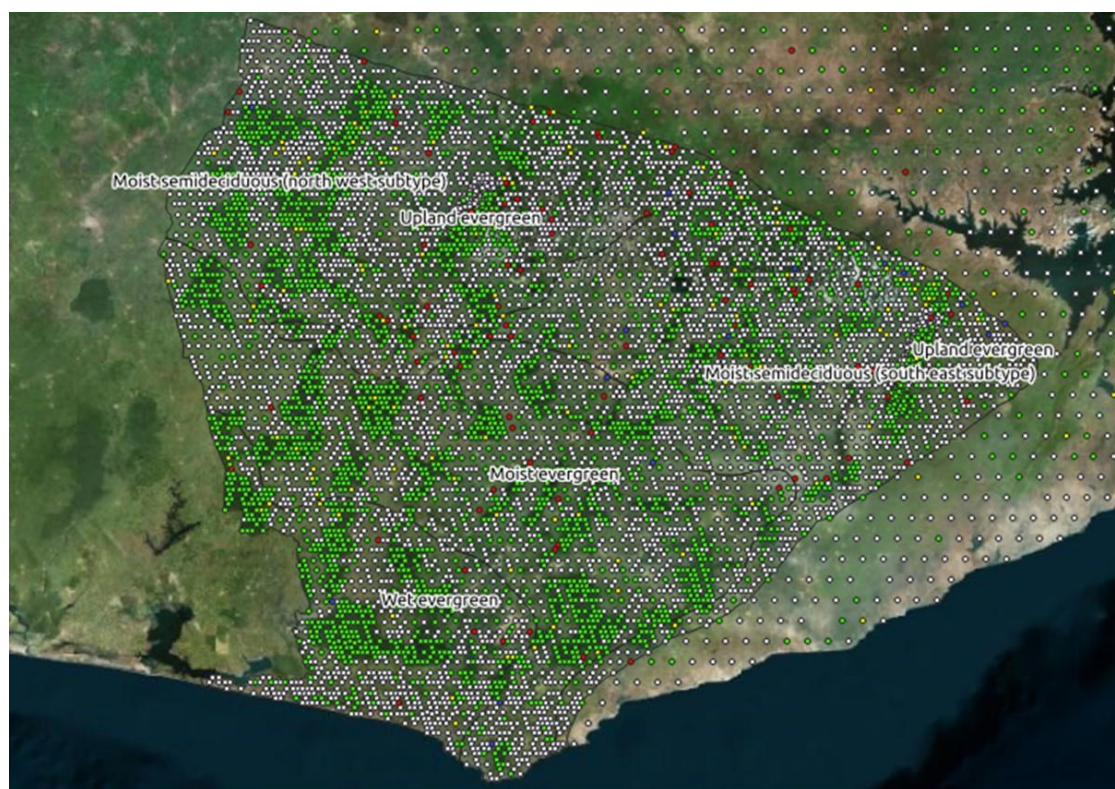 Moist semideciduous (north west subtype)
Upland evergreen
Upland evergreen
Moist semideciduous (south east subtype)
Moist evergreen
Wet evergreen